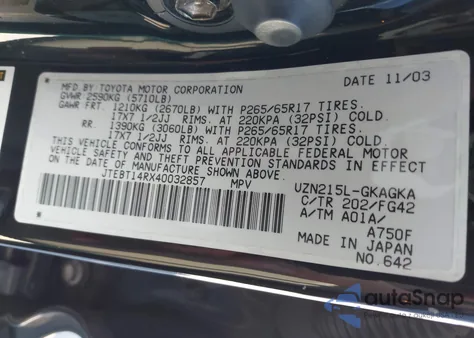 MFD.BY TOYOTA MOTOR CORPORATION DATE 11/03
GVWR 2590KG (5710LB)
GAWR FRT. 1210KG (2670LB) WITH P265/65R17 TIRES.
17X7 1/2JJ RIMS, AT 220KPA (32PSI) COLD.
RR. 1390KG (3060LB) WITH P265/65R17 TIRES.
17X7 1/2JJ RIMS, AT 220KPA (32PSI) COLD.
THIS VEHICLE CONFORMS TO ALL APPLICABLE FEDERAL MOTOR
VEHICLE SAFETY AND THEFT PREVENTION STANDARDS IN EFFECT
ON THE DATE OF MANUFACTURE SHOWN ABOVE.
JTEBT14RX40032857 MPV UZN215L-GKAGKA
C/TR 202/FG42
A/TM A01A/ A750F
MADE IN JAPAN
NO.642
autoSnap